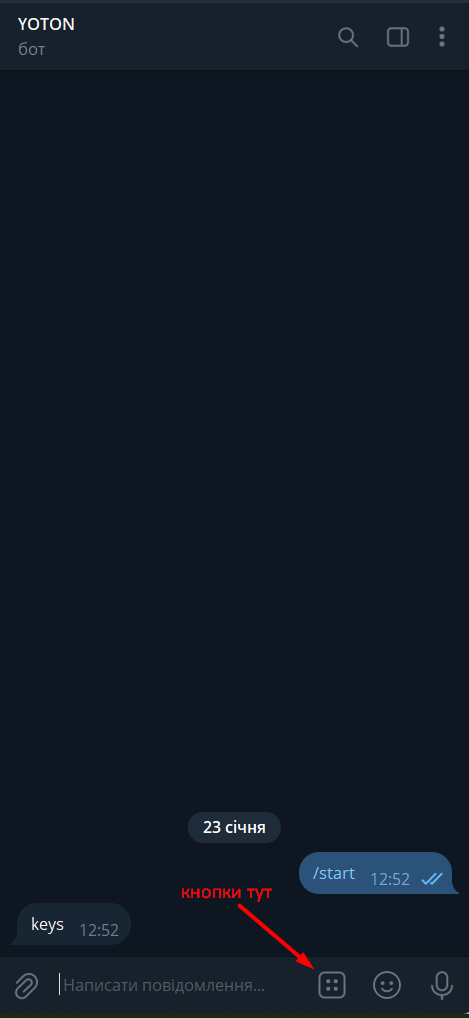 YOTON
бот
23 січня
/start 12:52
кнопки тут
keys 12:52
Написати повідомлення...